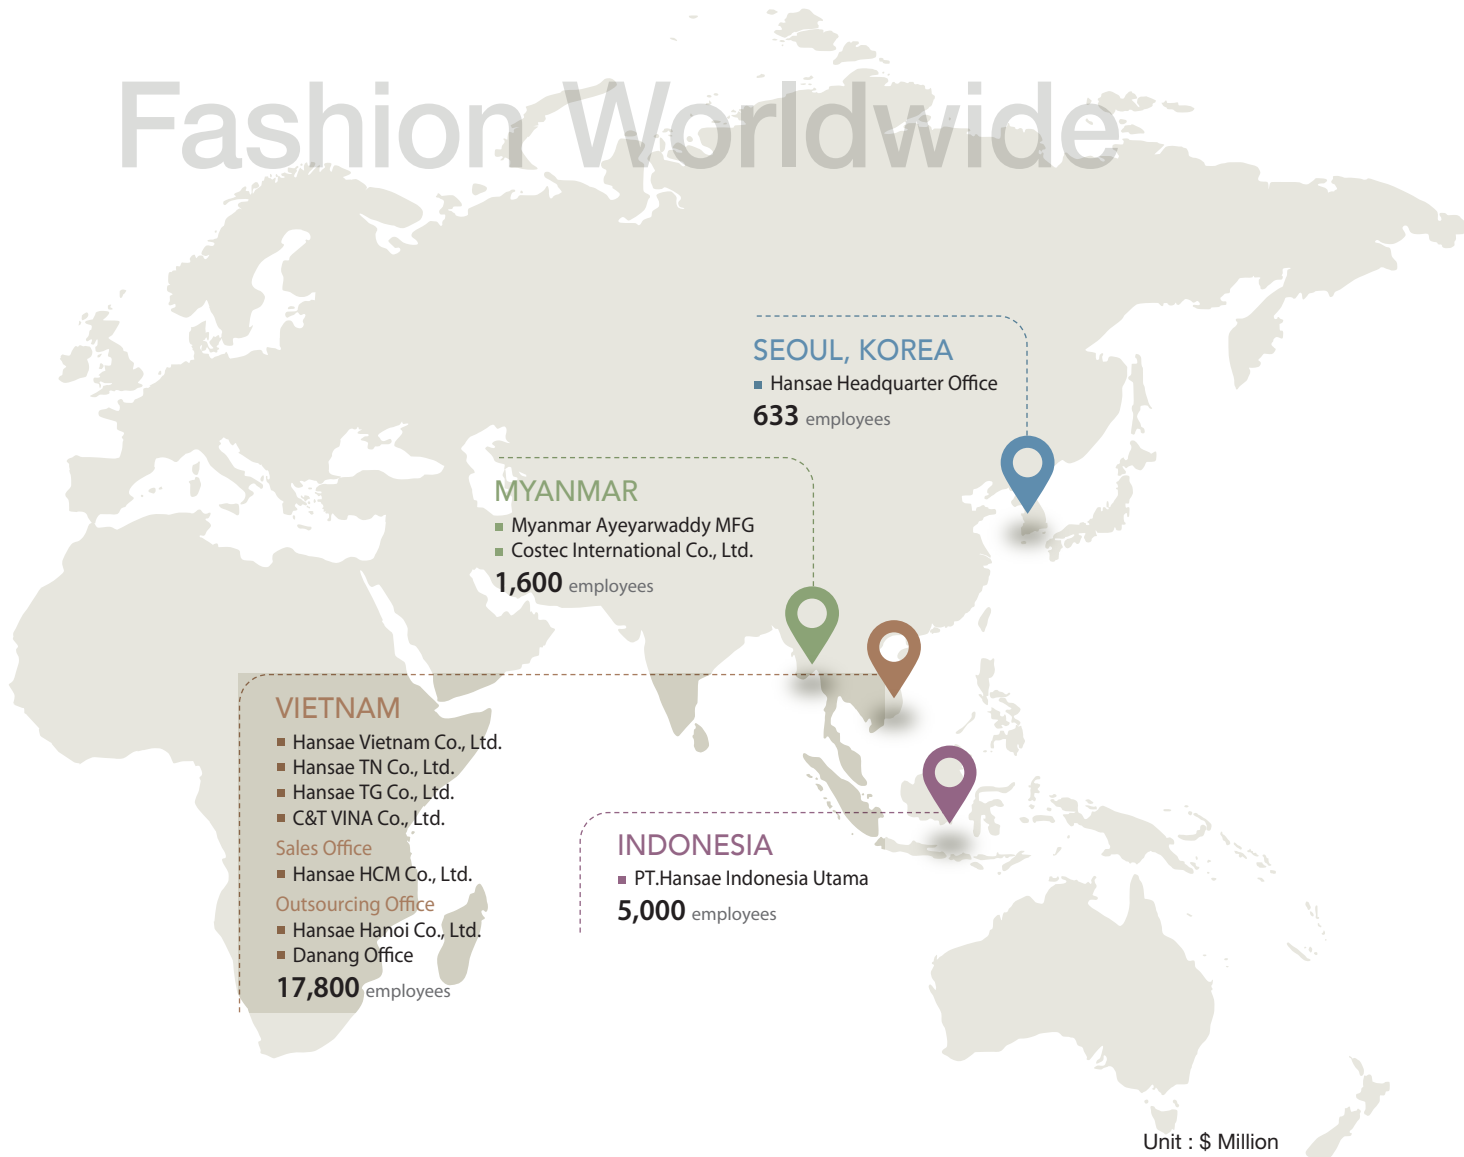 Fashion Worldwide
SEOUL, KOREA
Hansae Headquarter Office
633 employees
MYANMAR
Myanmar Ayeyarwaddy MFG
Costec International Co., Ltd.
1,600 employees
VIETNAM
Hansae Vietnam Co., Ltd.
Hansae TN Co., Ltd.
Hansae TG Co., Ltd.
C&T VINA Co., Ltd.
Sales Office
Hansae HCM Co., Ltd.
Outsourcing Office
Hansae Hanoi Co., Ltd.
Danang Office
17,800 employees
INDONESIA
PT.Hansae Indonesia Utama
5,000 employees
Unit : $ Million